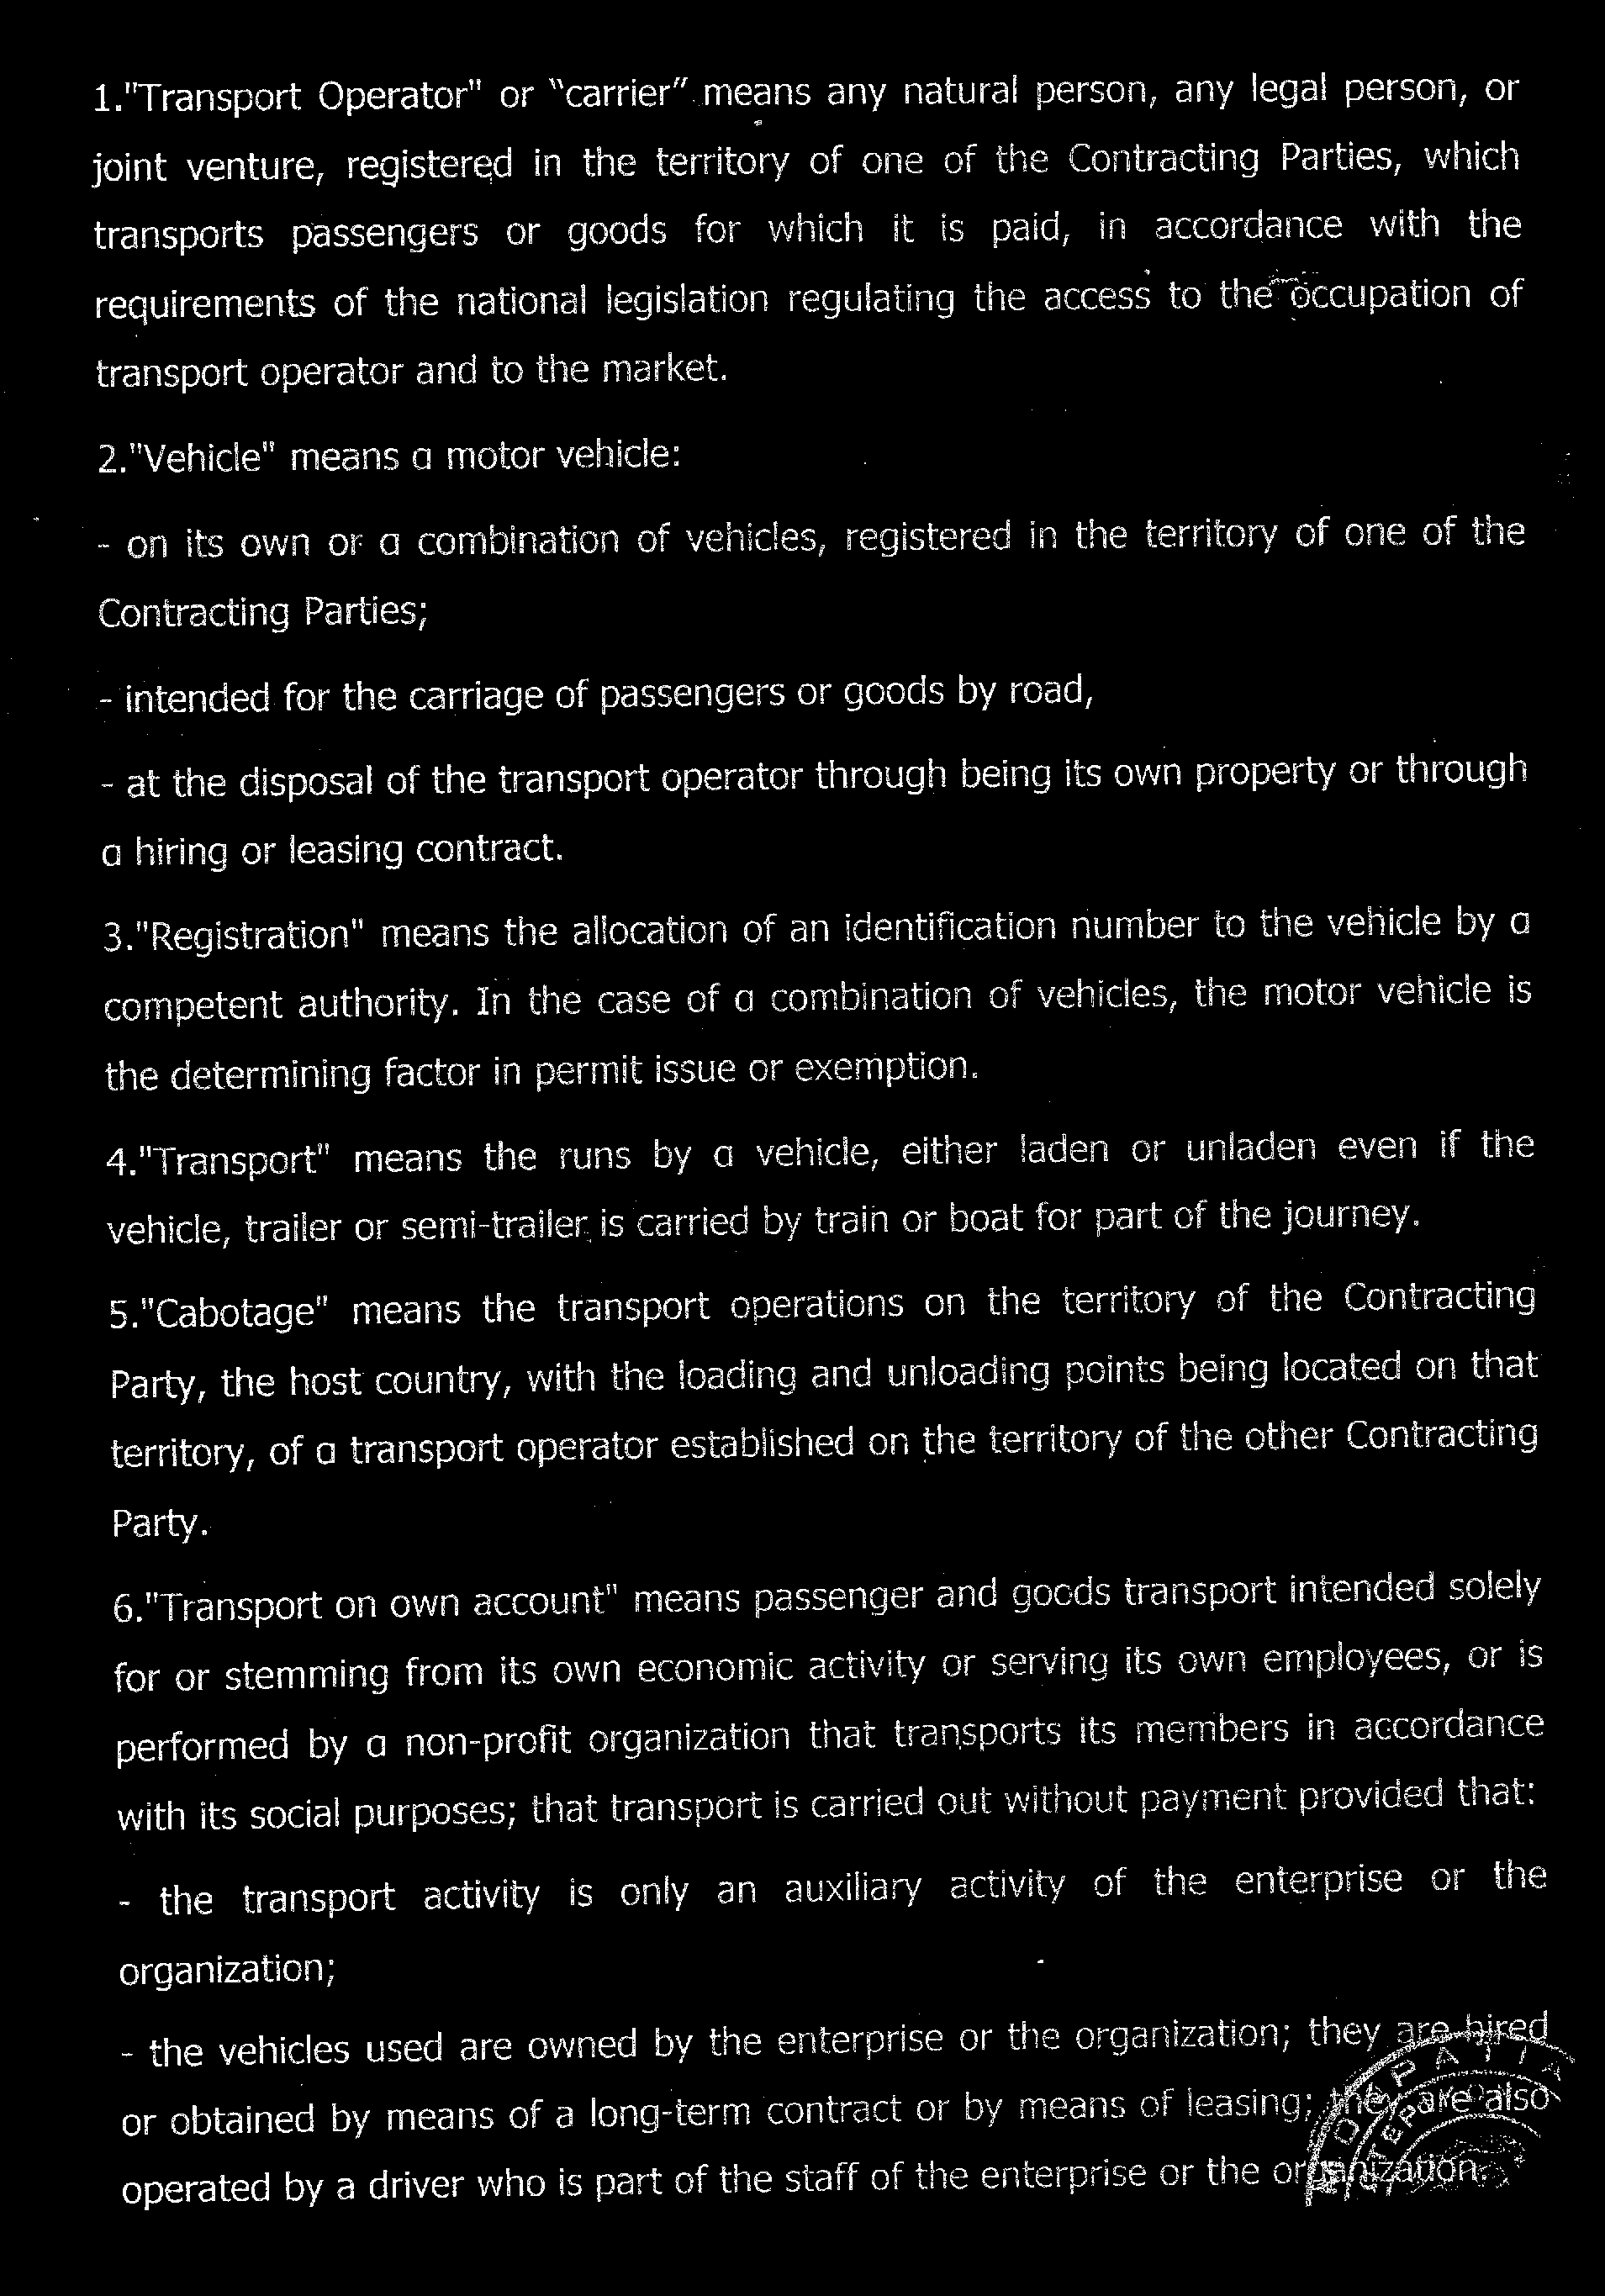 1."Transport Operator" or "carrier" means any natural person, any legal person, or
joint venture, registered in the territory of one of the Contracting Parties, which
transports passengers or goods for which it is paid, in accordance with the
requirements of the national legislation regulating the access to the occupation of
transport operator and to the market.
2."Vehicle" means a motor vehicle:
- on its own or a combination of vehicles, registered in the territory of one of the
Contracting Parties;
- intended for the carriage of passengers or goods by road,
- at the disposal of the transport operator through being its own property or through
a hiring or leasing contract.
3."Registration" means the allocation of an identification number to the vehicle by a
competent authority. In the case of a combination of vehicles, the motor vehicle is
the determining factor in permit issue or exemption.
4."Transport" means the runs by a vehicle, either laden or unladen even if the
vehicle, trailer or semi-trailer is carried by train or boat for part of the journey.
5."Cabotage" means the transport operations on the territory of the Contracting
Party, the host country, with the loading and unloading points being located on that
territory, of a transport operator established on the territory of the other Contracting
Party.
6."Transport on own account" means passenger and goods transport intended solely
for or stemming from its own economic activity or serving its own employees, or is
performed by a non-profit organization that transports its members in accordance
with its social purposes; that transport is carried out without payment provided that:
- the transport activity is only an auxiliary activity of the enterprise or the
organization;
- the vehicles used are owned by the enterprise or the organization; they are hired
or obtained by means of a long-term contract or by means of leasing; they are also
operated by a driver who is part of the staff of the enterprise or the organization.